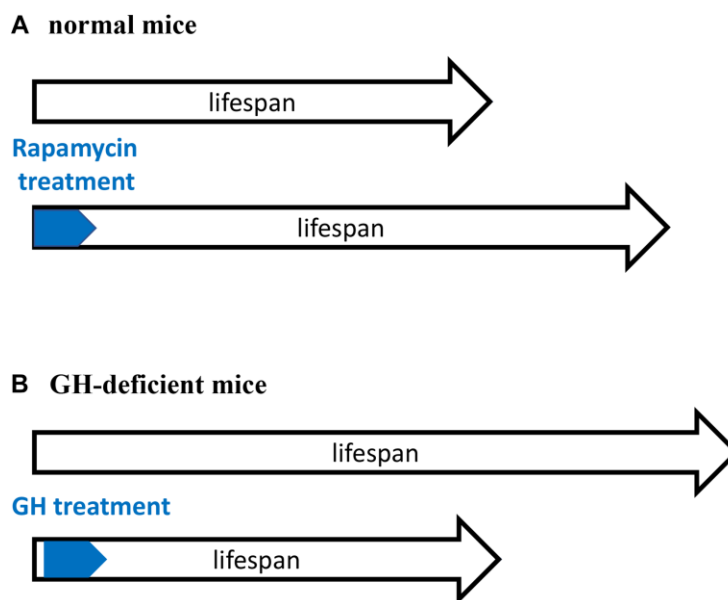 A normal mice
lifespan
Rapamycin
treatment
lifespan
B GH-deficient mice
lifespan
GH treatment
lifespan